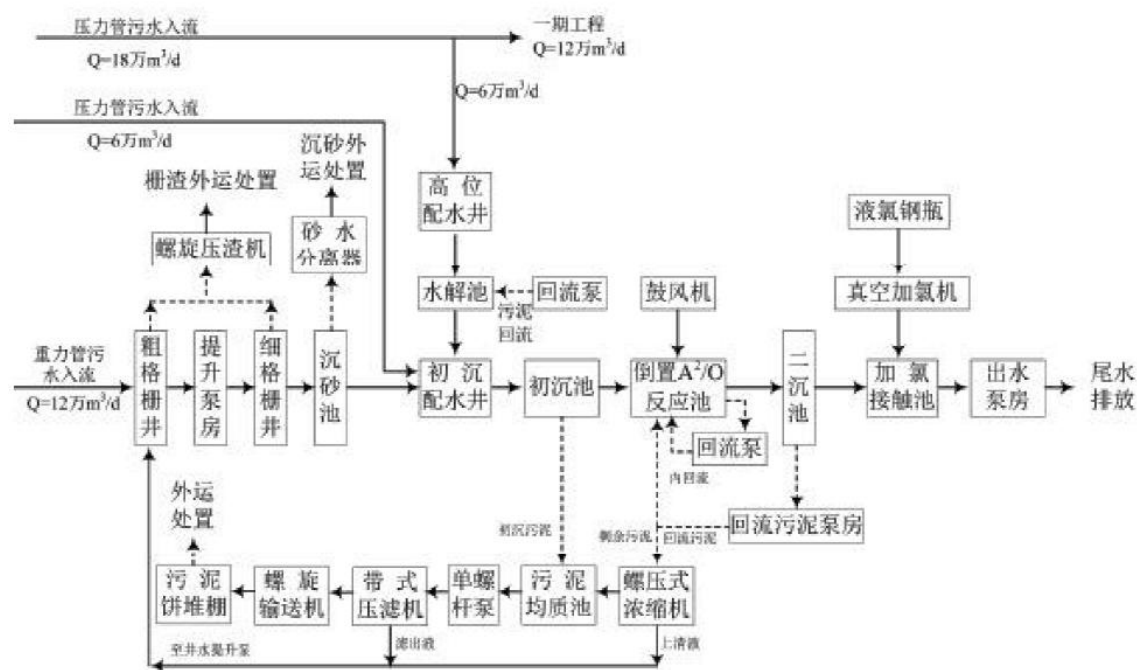 压力管污水入流
Q=18万m³/d
一期工程
Q=12万m³/d
Q=6万m³/d
压力管污水入流
Q=6万m³/d
沉砂外
运处置
栅渣外运处置
高 位
配水井
液氯钢瓶
螺旋压渣机
砂 水
分离器
水解池
回流泵
污泥
回流
鼓风机
真空加氯机
重力管污
水入流
Q=12万m³/d
粗格栅井
提升泵房
细格栅井
沉砂池
初 沉
配水井
初沉池
倒置A²/O
反应池
二沉池
加 氯
接触池
出水
泵房
尾水
排放
回流泵
内回流
外运
处置
初沉污泥
剩余污泥
回流污泥
回流污泥泵房
污 泥
饼堆棚
螺 旋
输送机
带 式
压滤机
单螺
杆泵
污 泥
均质池
螺压式
浓缩机
滤出液
上清液
至井水提升泵